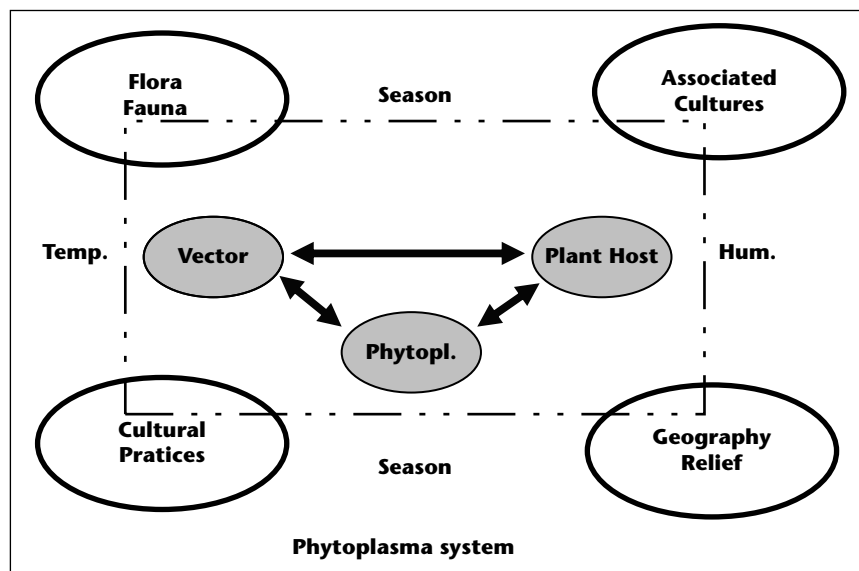 Flora
Fauna
Season
Associated
Cultures
Temp.
Vector
Plant Host
Hum.
Phytopl.
Cultural
Pratices
Season
Geography
Relief
Phytoplasma system